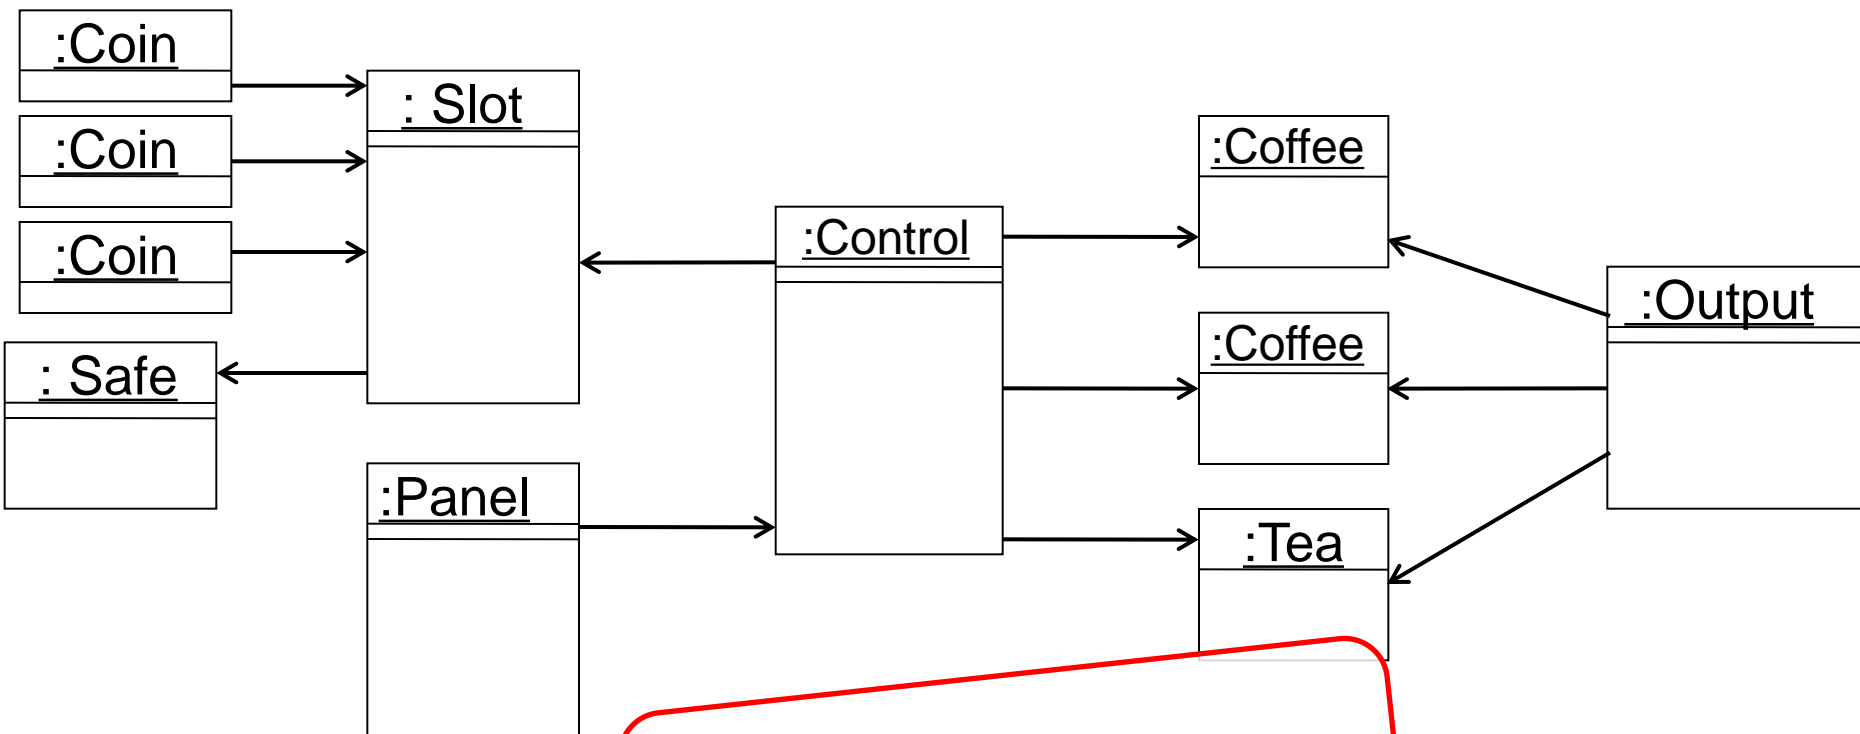 :Coin
:Coin
:Coin
: Safe
: Slot
:Panel
:Control
:Coffee
:Coffee
:Tea
:Output